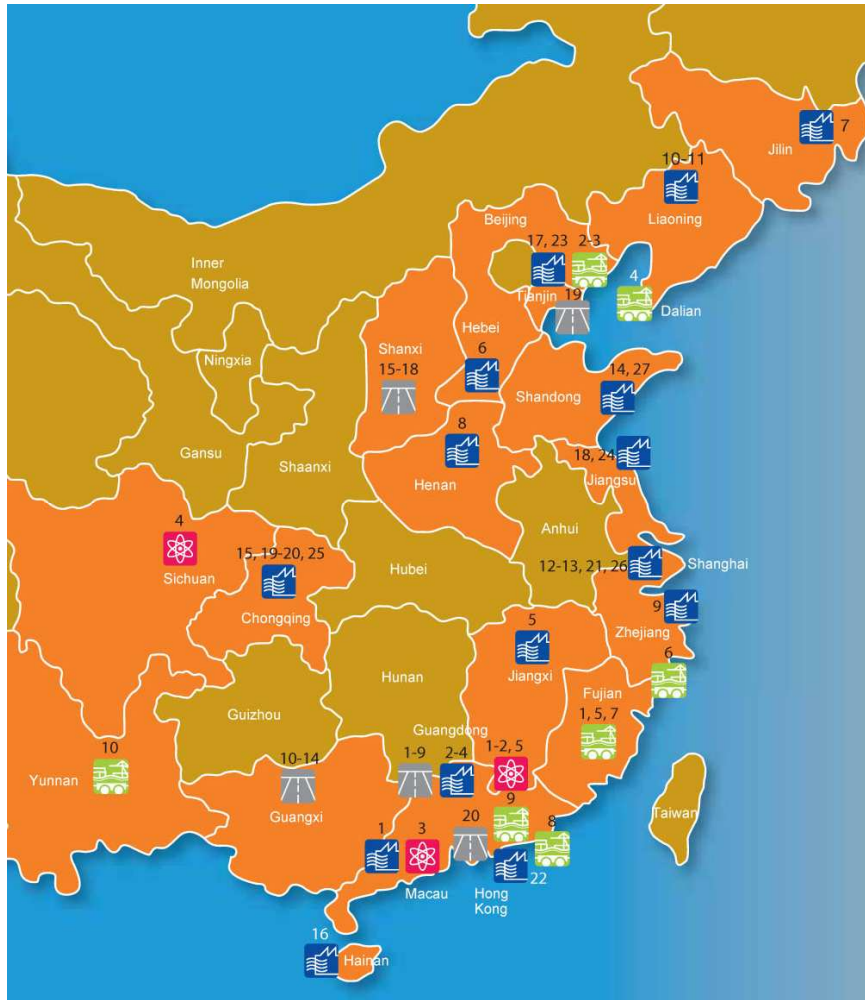 7
Jilin
10-11
Liaoning
Beijing
17, 23
2-3
4
Inner
Mongolia
Tianjin
19
Dalian
Hebei
Shanxi
Ningxia
6
15-18
14, 27
Shandong
8
Gansu
Shaanxi
18, 24
Jiangsu
Henan
4
Anhui
15, 19-20, 25
Sichuan
Hubei
12-13, 21, 26
Shanghai
Chongqing
9
5
Zhejiang
6
Hunan
Jiangxi
Fujian
Guizhou
1, 5, 7
Guangdong
10
10-14
1-9
2-4
1-2, 5
Yunnan
9
Guangxi
20
8
Taiwan
1
3
Macau
Hong
Kong
22
16
Hainan